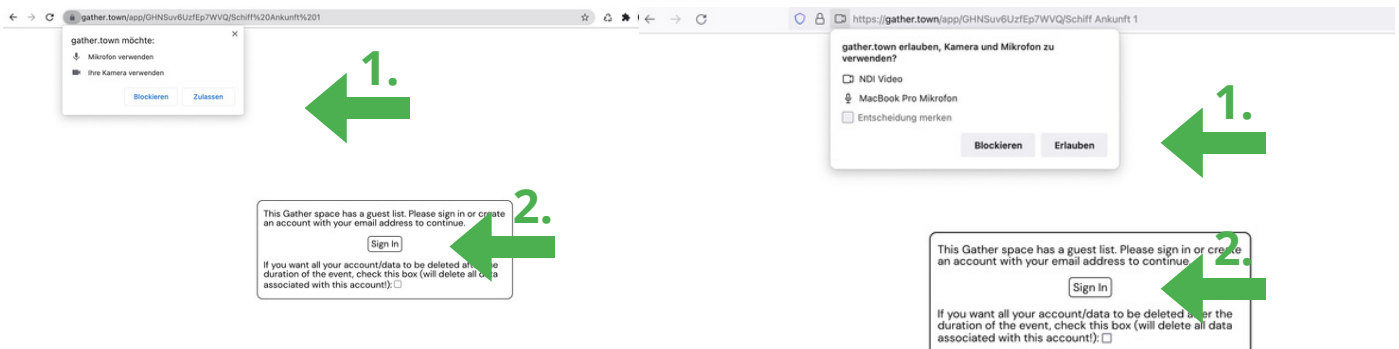 gather.town/app/GHNSuv6UzfEp7WVQ/Schiff%20Ankunft%201
gather.town möchte:
Mikrofon verwenden
Ihre Kamera verwenden
Blockieren Zulassen
1.
This Gather space has a guest list. Please sign in or create
an account with your email address to continue.
Sign In
If you want all your account/data to be deleted after the
duration of the event, check this box (will delete all data
associated with this account!):
2.
https://gather.town/app/GHNSuv6UzfEp7WVQ/Schiff Ankunft 1
gather.town erlauben, Kamera und Mikrofon zu
verwenden?
NDI Video
MacBook Pro Mikrofon
Entscheidung merken
Blockieren Erlauben
1.
This Gather space has a guest list. Please sign in or create
an account with your email address to continue.
Sign In
If you want all your account/data to be deleted after the
duration of the event, check this box (will delete all data
associated with this account!):
2.